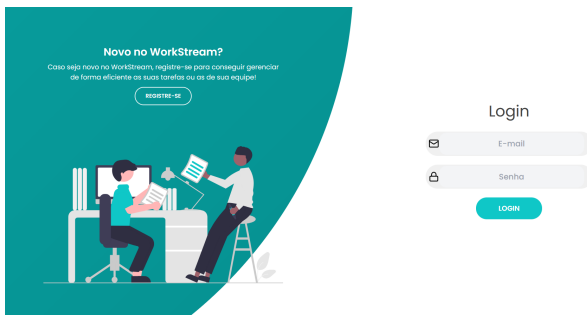 Novo no WorkStream?
Caso seja novo no WorkStream, registre-se para conseguir gerenciar
de forma eficiente as suas tarefas ou as de sua equipe!
REGISTRE-SE
Login
E-mail
Senha
LOGIN